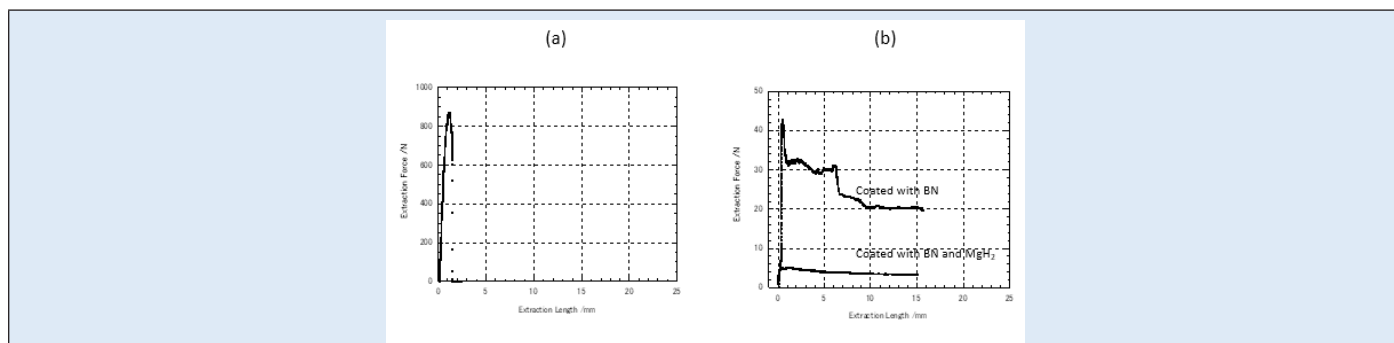 (a)
(b)
Extraction Force /N
1000
800
600
400
200
0
0 5 10 15 20 25
Extraction Length /mm
Extraction Force /N
50
40
30
20
10
0
Coated with BN
Coated with BN and MgH₂
0 5 10 15 20 25
Extraction Length /mm